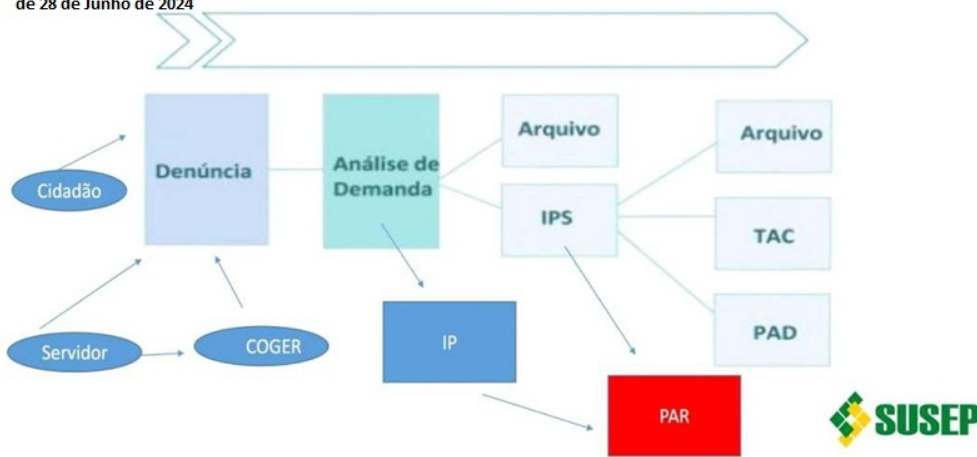 de 28 de Junho de 2024
Denúncia
Análise de
Demanda
Arquivo
IPS
Arquivo
TAC
PAD
Cidadão
Servidor
COGER
IP
PAR
SUSEP